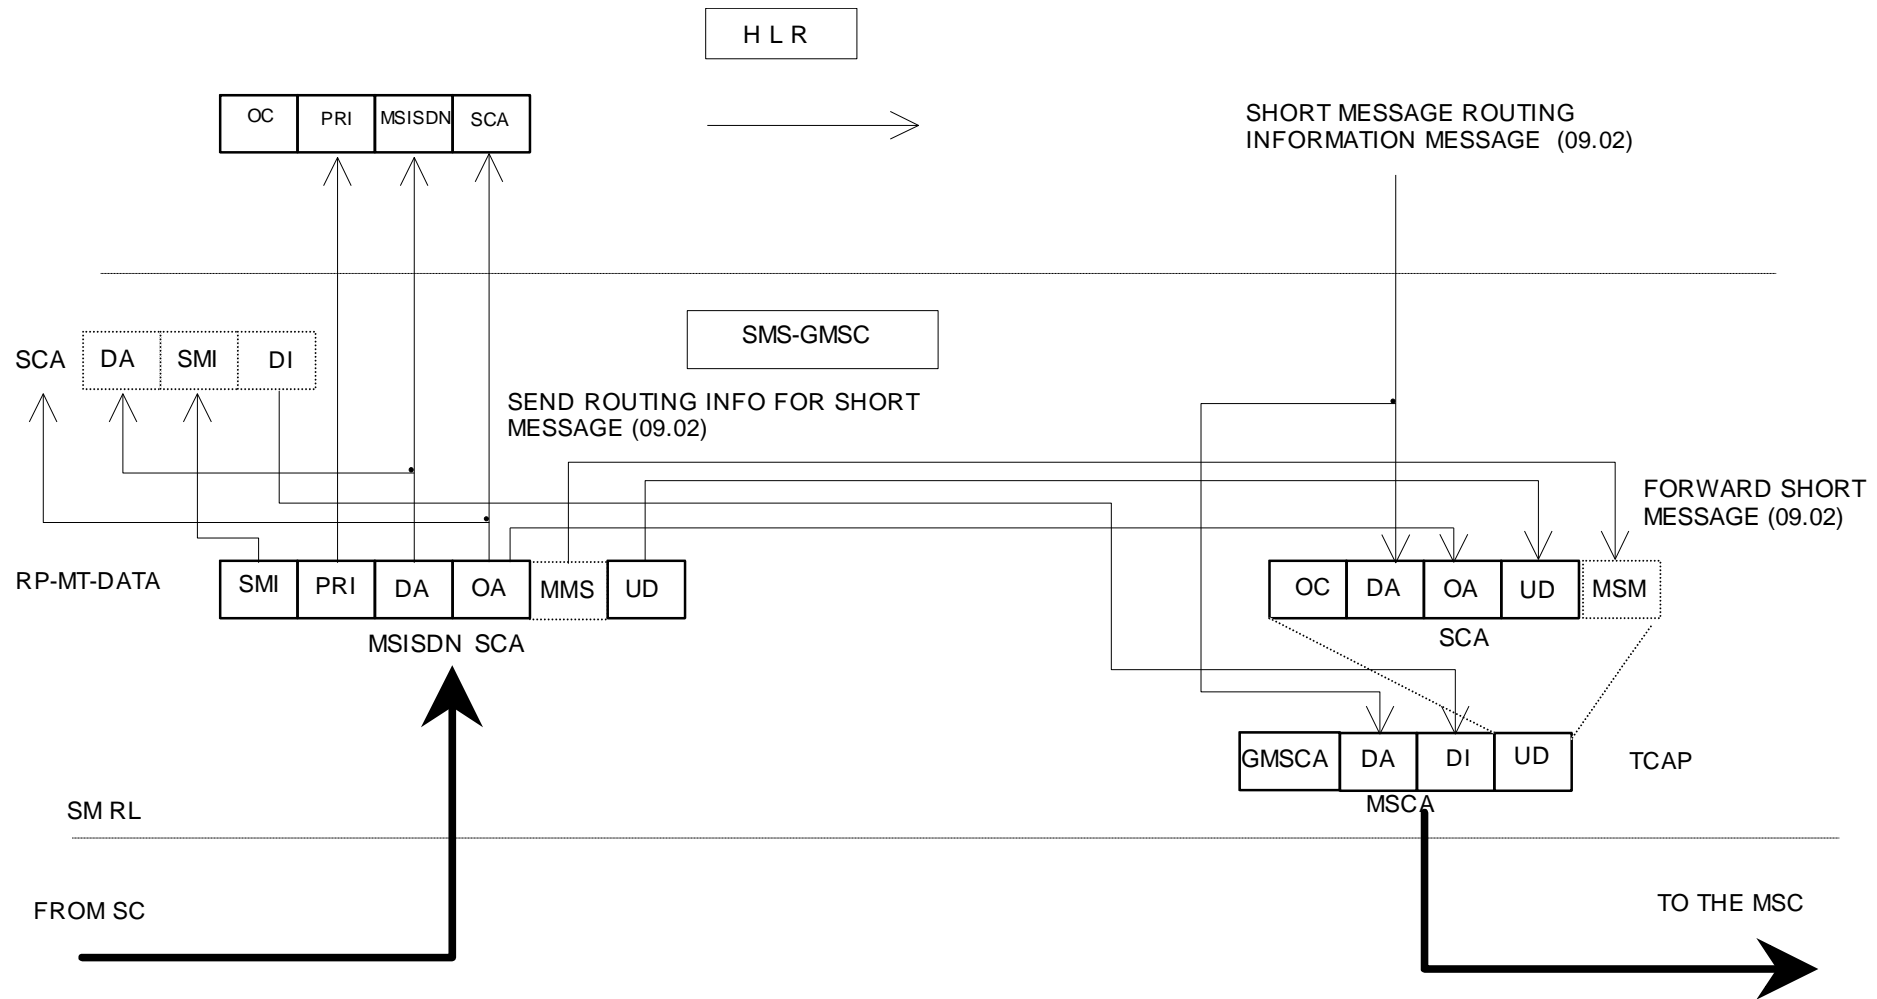 H L R
OC PRI MSISDN SCA
SHORT MESSAGE ROUTING
INFORMATION MESSAGE (09.02)
SMS-GMSC
SCA DA SMI DI
SEND ROUTING INFO FOR SHORT
MESSAGE (09.02)
FORWARD SHORT
MESSAGE (09.02)
RP-MT-DATA SMI PRI DA OA MMS UD
MSISDN SCA
OC DA OA UD MSM
SCA
GMSCA DA DI UD TCAP
MSCA
SM RL
FROM SC
TO THE MSC